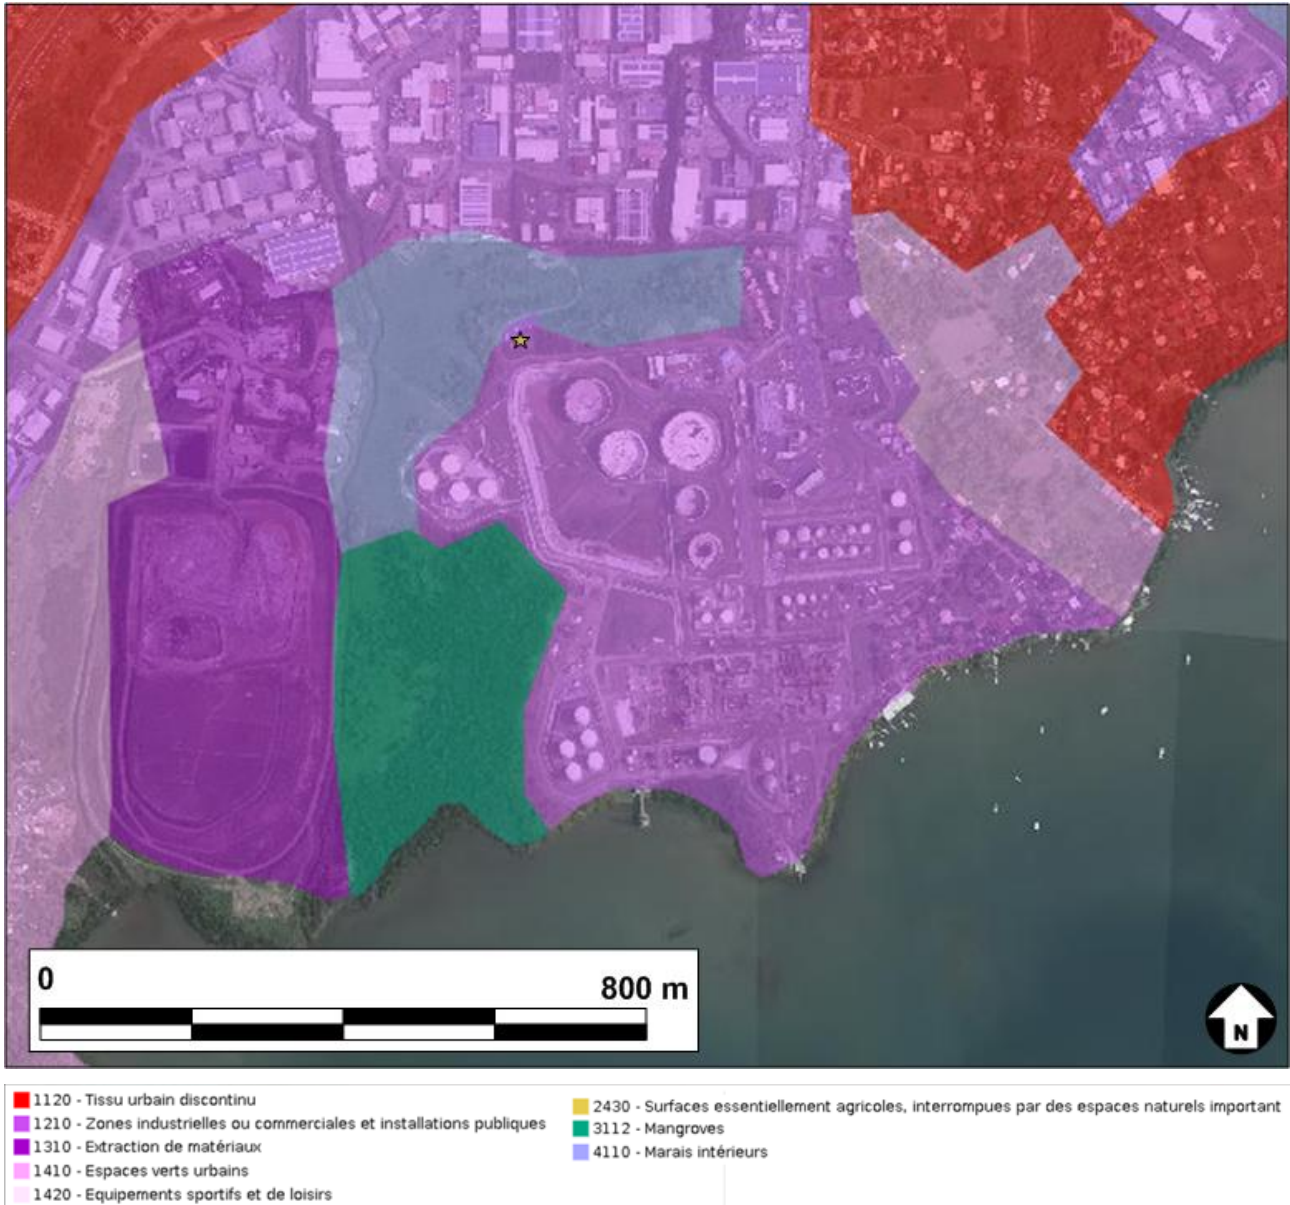 0
800 m
N
1120 - Tissu urbain discontinu
1210 - Zones industrielles ou commerciales et installations publiques
1310 - Extraction de matériaux
1410 - Espaces verts urbains
1420 - Equipements sportifs et de loisirs
2430 - Surfaces essentiellement agricoles, interrompues par des espaces naturels important
3112 - Mangroves
4110 - Marais intérieurs